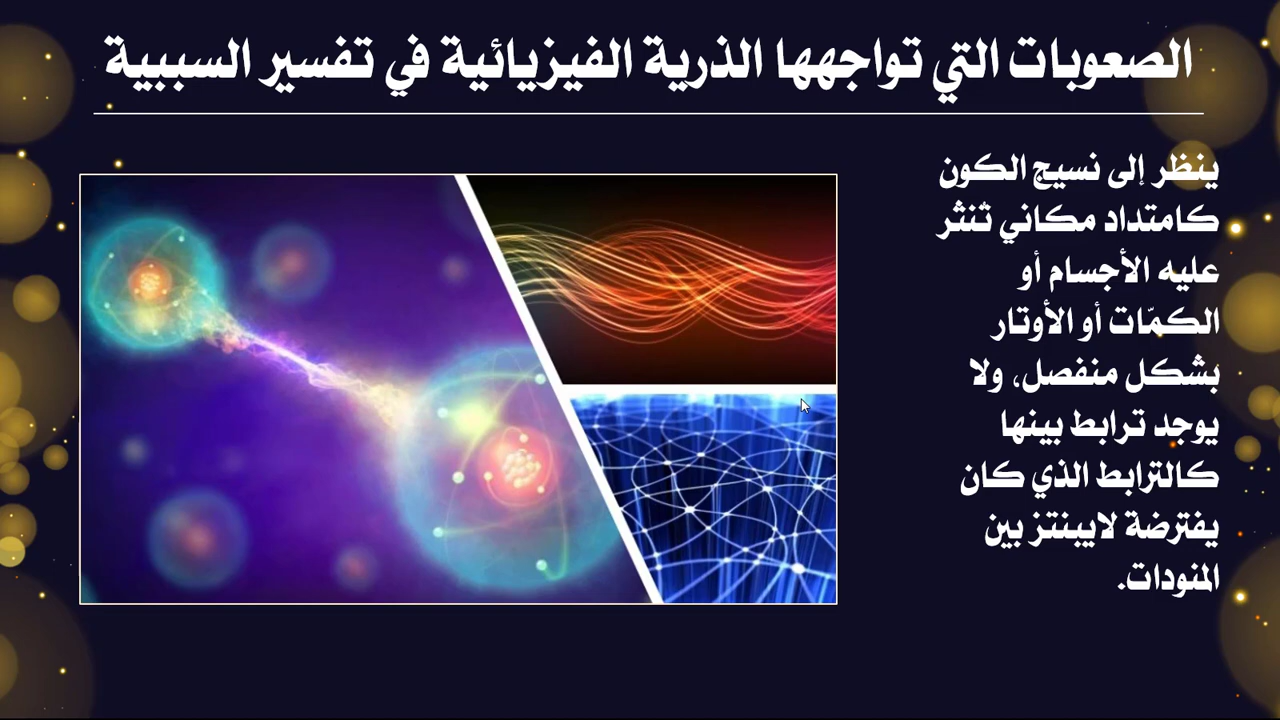 الصعوبات التي تواجهها الذرية الفيزيائية في تفسير السببية
ينظر إلى نسيج الكون
كامتداد مكاني تنثر
عليه الأجسام أو
الكمّات أو الأوتار
بشكل منفصل، ولا
يوجد ترابط بينها
كالترابط الذي كان
يفترضة لايبنتز بين
المنودات.